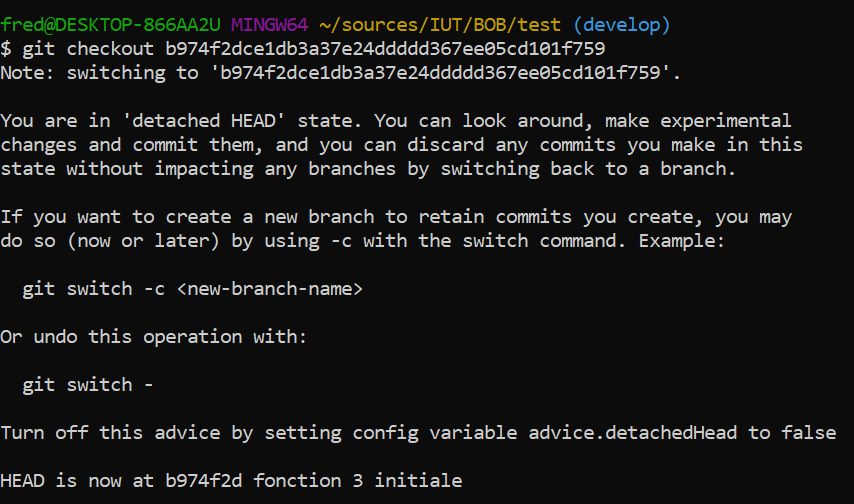 fred@DESKTOP-866AA2U MINGW64 ~/sources/IUT/BOB/test (develop)
$ git checkout b974f2dce1db3a37e24ddddd367ee05cd101f759
Note: switching to 'b974f2dce1db3a37e24ddddd367ee05cd101f759'.

You are in 'detached HEAD' state. You can look around, make experimental
changes and commit them, and you can discard any commits you make in this
state without impacting any branches by switching back to a branch.

If you want to create a new branch to retain commits you create, you may
do so (now or later) by using -c with the switch command. Example:

  git switch -c <new-branch-name>

Or undo this operation with:

  git switch -

Turn off this advice by setting config variable advice.detachedHead to false

HEAD is now at b974f2d fonction 3 initiale